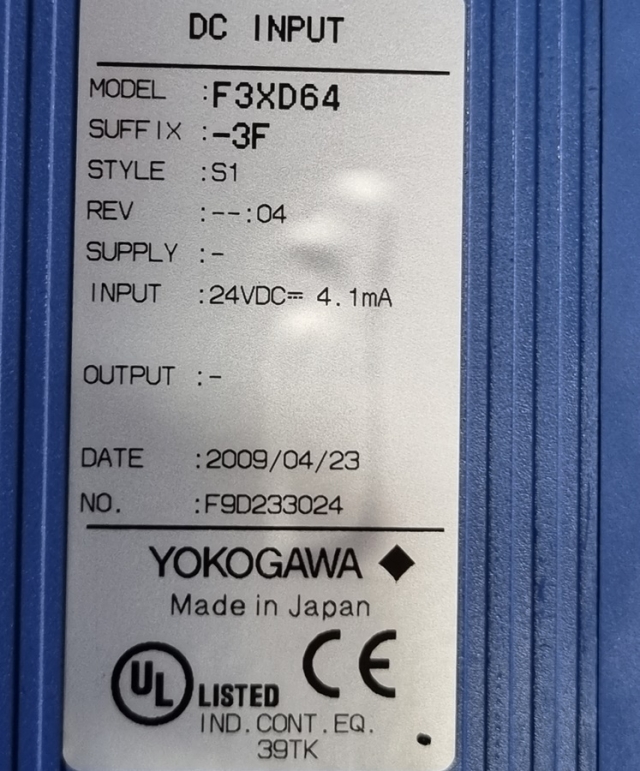 DC INPUT
MODEL :F3XD64
SUFFIX :-3F
STYLE :S1
REV :--:04
SUPPLY :-
INPUT :24VDC⎓ 4.1mA
OUTPUT :-
DATE :2009/04/23
NO. :F9D233024
YOKOGAWA ◆
Made in Japan
UL LISTED CE
IND.CONT.EQ.
39TK